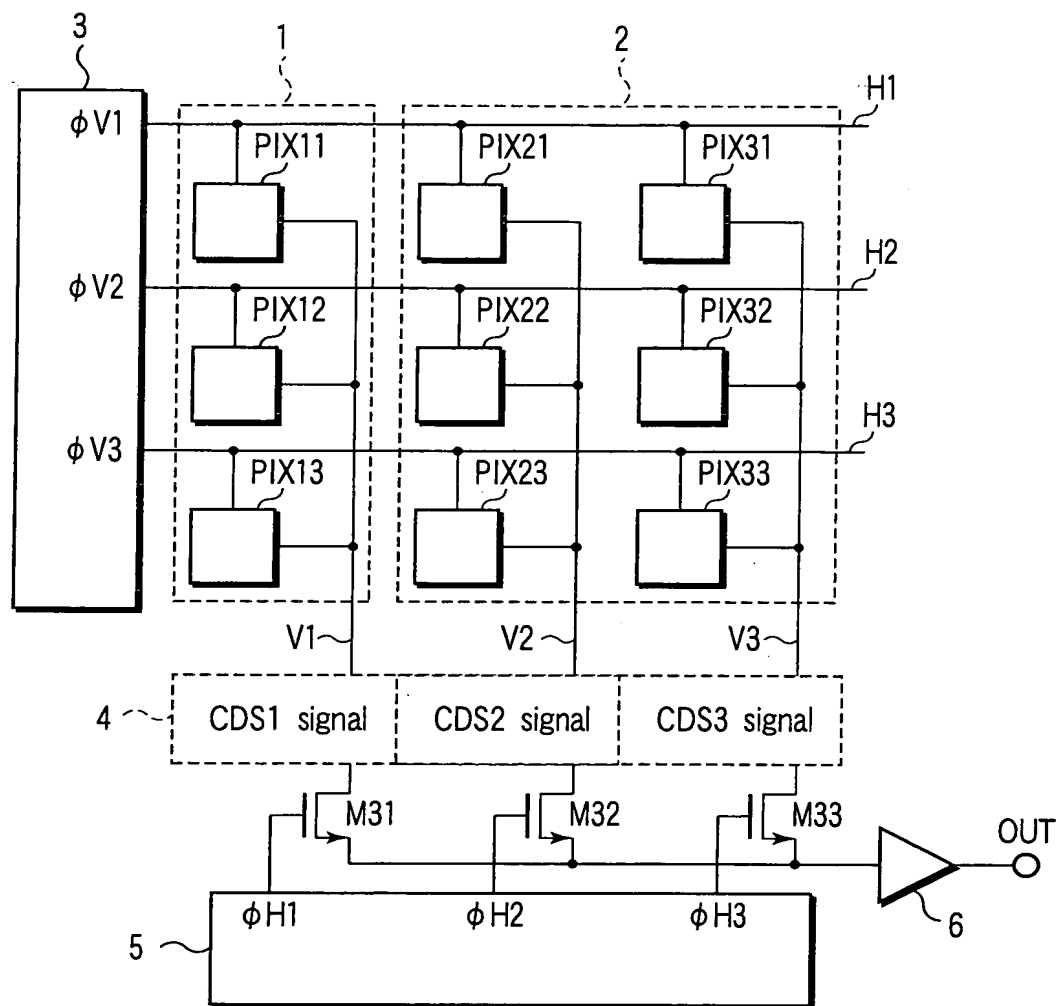 3
1
2
H1
φV1
PIX11
PIX21
PIX31
H2
φV2
PIX12
PIX22
PIX32
H3
φV3
PIX13
PIX23
PIX33
V1
V2
V3
4
CDS1 signal
CDS2 signal
CDS3 signal
M31
M32
M33
OUT
φH1
φH2
φH3
6
5